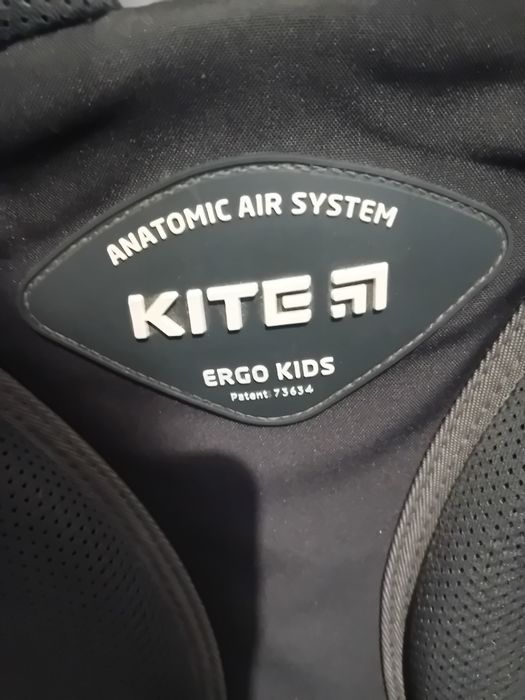 ANATOMIC AIR SYSTEM
KITE
ERGO KIDS
Patent: 73634